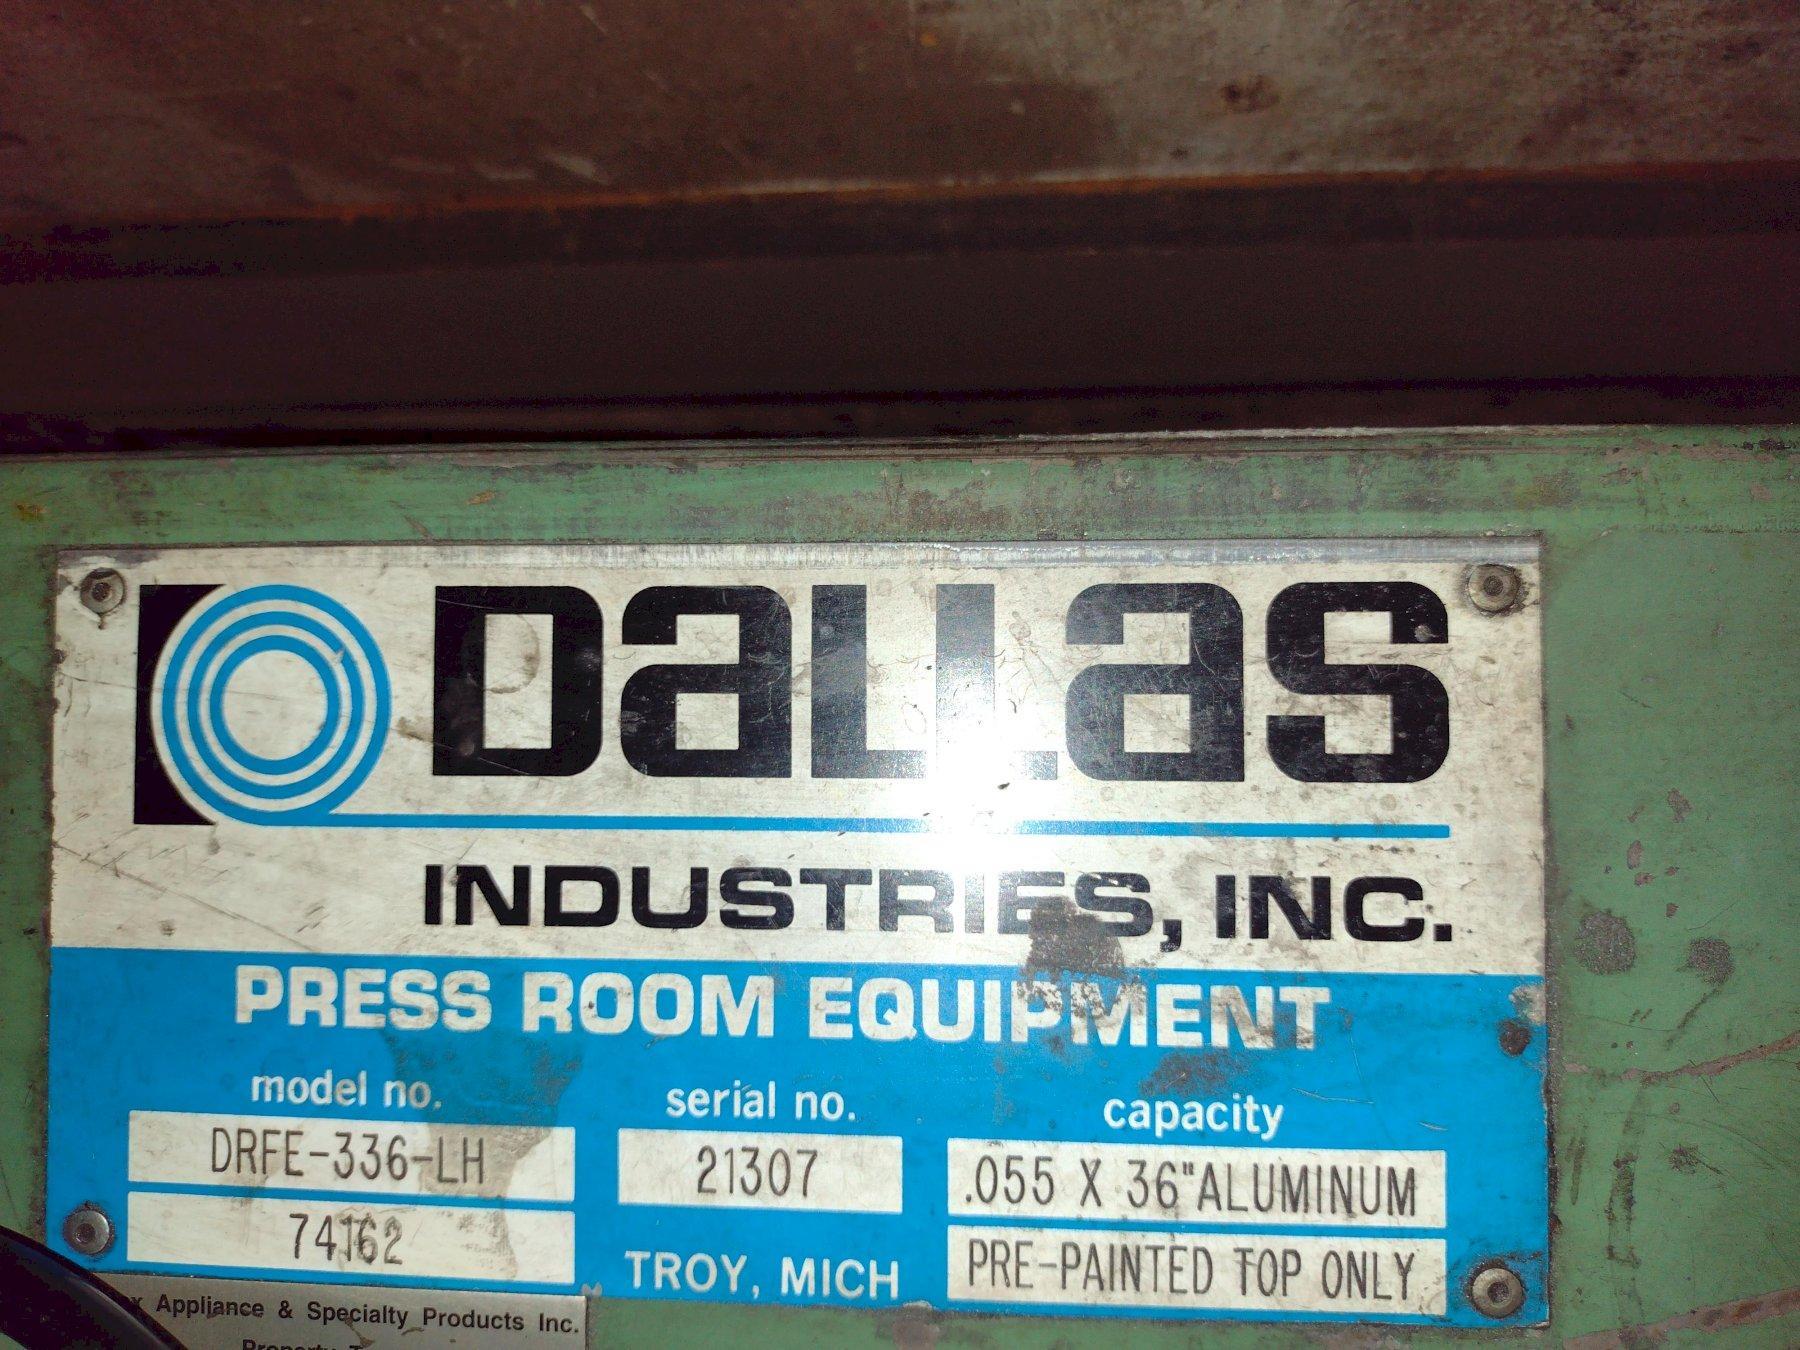 Dallas
INDUSTRIES, INC.
PRESS ROOM EQUIPMENT
model no.
DRFE-336-LH
74162
serial no.
21307
TROY, MICH
capacity
.055 X 36" ALUMINUM
PRE-PAINTED TOP ONLY
Appliance & Specialty Products Inc.
Property